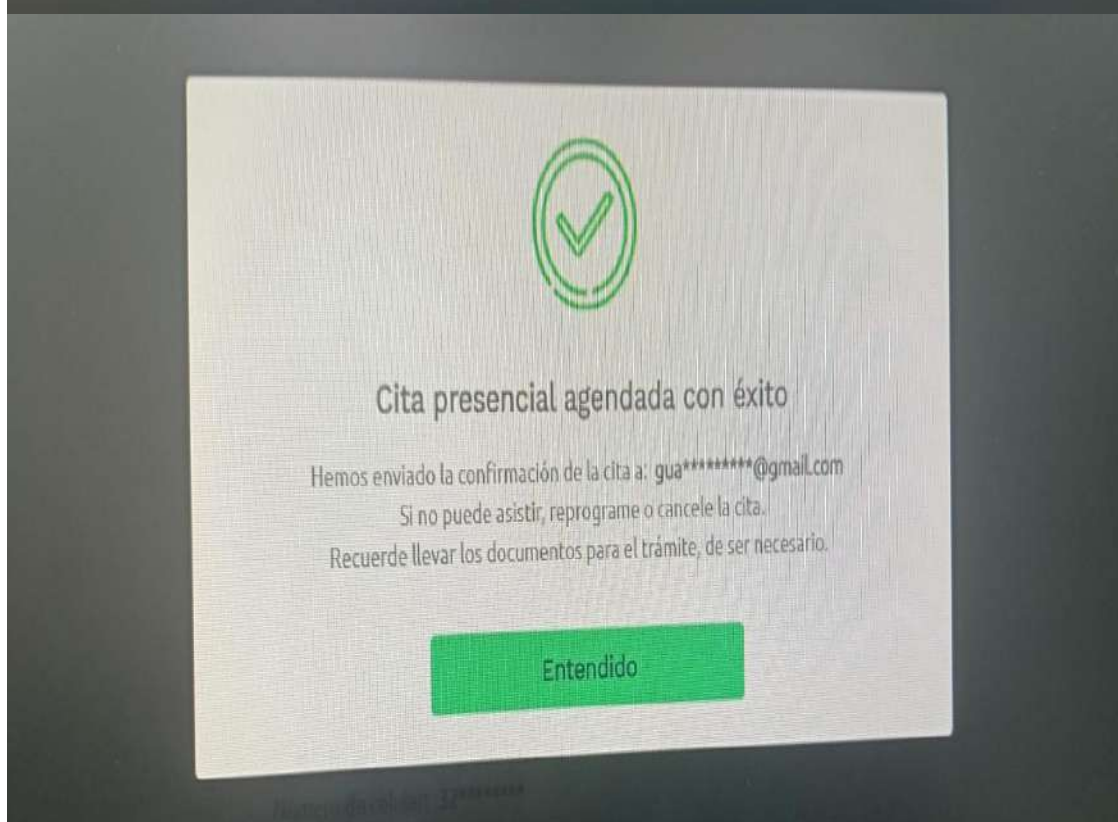 Cita presencial agendada con éxito
Hemos enviado la confirmación de la cita a: gua*********@gmail.com
Si no puede asistir, reprograme o cancele la cita.
Recuerde llevar los documentos para el trámite, de ser necesario.
Entendido